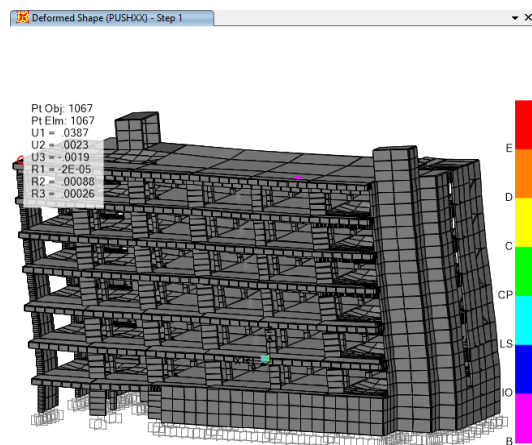 Deformed Shape (PUSHXX) - Step 1
Pt Obj: 1067
Pt Elm: 1067
U1 = .0387
U2 = .0023
U3 = -.0019
R1 = -2E-05
R2 = .00088
R3 = .00026
E
D
C
CP
LS
IO
B